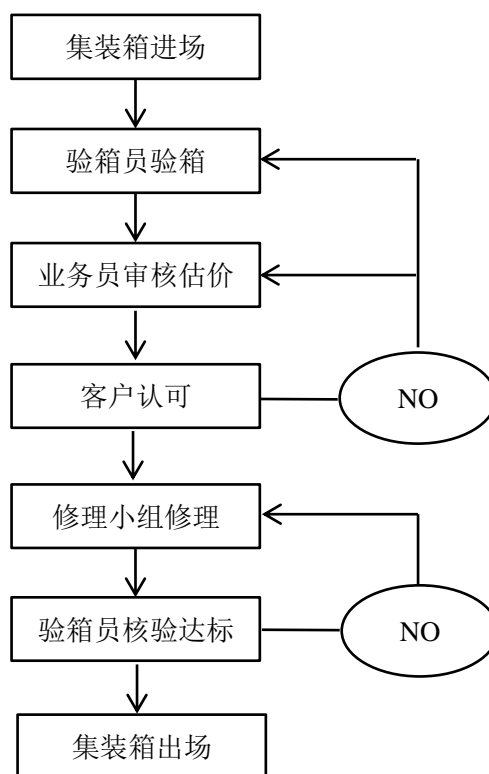 集装箱进场
验箱员验箱
业务员审核估价
客户认可
NO
修理小组修理
验箱员核验达标
NO
集装箱出场